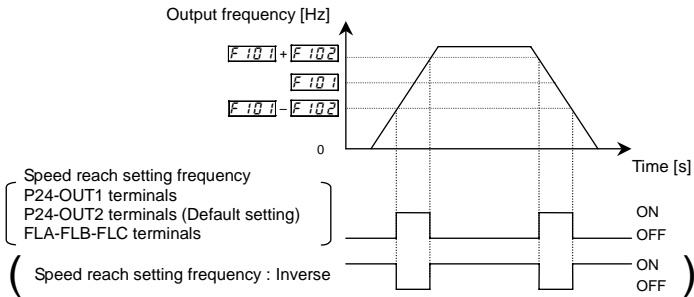 Output frequency [Hz]
F101 + F102
F101
F101 − F102
0
Time [s]
Speed reach setting frequency
P24-OUT1 terminals
P24-OUT2 terminals (Default setting)
FLA-FLB-FLC terminals
ON
OFF
( Speed reach setting frequency : Inverse
ON )
OFF